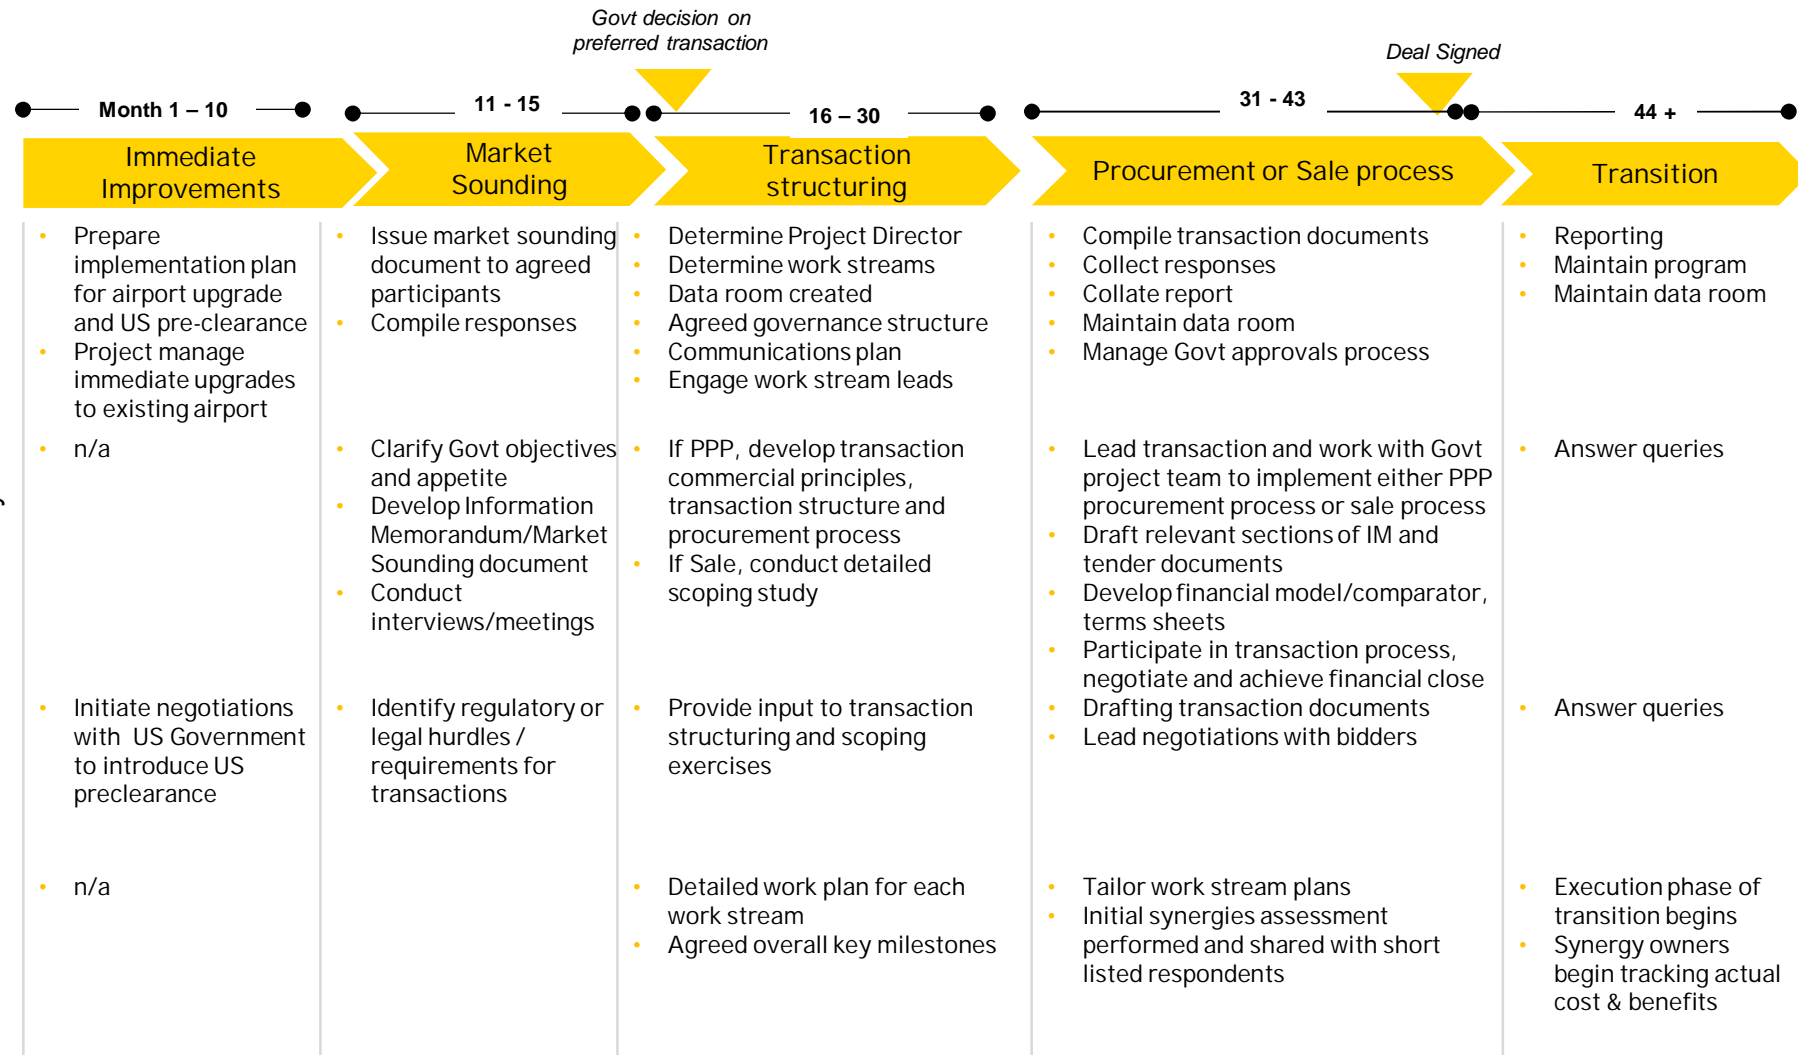 Govt decision on
preferred transaction
Deal Signed
Month 1 – 10
11 - 15
16 – 30
31 - 43
44 +
Immediate
Improvements
Market
Sounding
Transaction
structuring
Procurement or Sale process
Transition
• Prepare
implementation plan
for airport upgrade
and US pre-clearance
• Project manage
immediate upgrades
to existing airport
• Issue market sounding
document to agreed
participants
• Compile responses
• Determine Project Director
• Determine work streams
• Data room created
• Agreed governance structure
• Communications plan
• Engage work stream leads
• Compile transaction documents
• Collect responses
• Collate report
• Maintain data room
• Manage Govt approvals process
• Reporting
• Maintain program
• Maintain data room
• n/a
• Clarify Govt objectives
and appetite
• Develop Information
Memorandum/Market
Sounding document
• Conduct
interviews/meetings
• If PPP, develop transaction
commercial principles,
transaction structure and
procurement process
• If Sale, conduct detailed
scoping study
• Lead transaction and work with Govt
project team to implement either PPP
procurement process or sale process
• Draft relevant sections of IM and
tender documents
• Develop financial model/comparator,
terms sheets
• Participate in transaction process,
negotiate and achieve financial close
• Answer queries
• Initiate negotiations
with US Government
to introduce US
preclearance
• Identify regulatory or
legal hurdles /
requirements for
transactions
• Provide input to transaction
structuring and scoping
exercises
• Drafting transaction documents
• Lead negotiations with bidders
• Answer queries
• n/a
• Detailed work plan for each
work stream
• Agreed overall key milestones
• Tailor work stream plans
• Initial synergies assessment
performed and shared with short
listed respondents
• Execution phase of
transition begins
• Synergy owners
begin tracking actual
cost & benefits